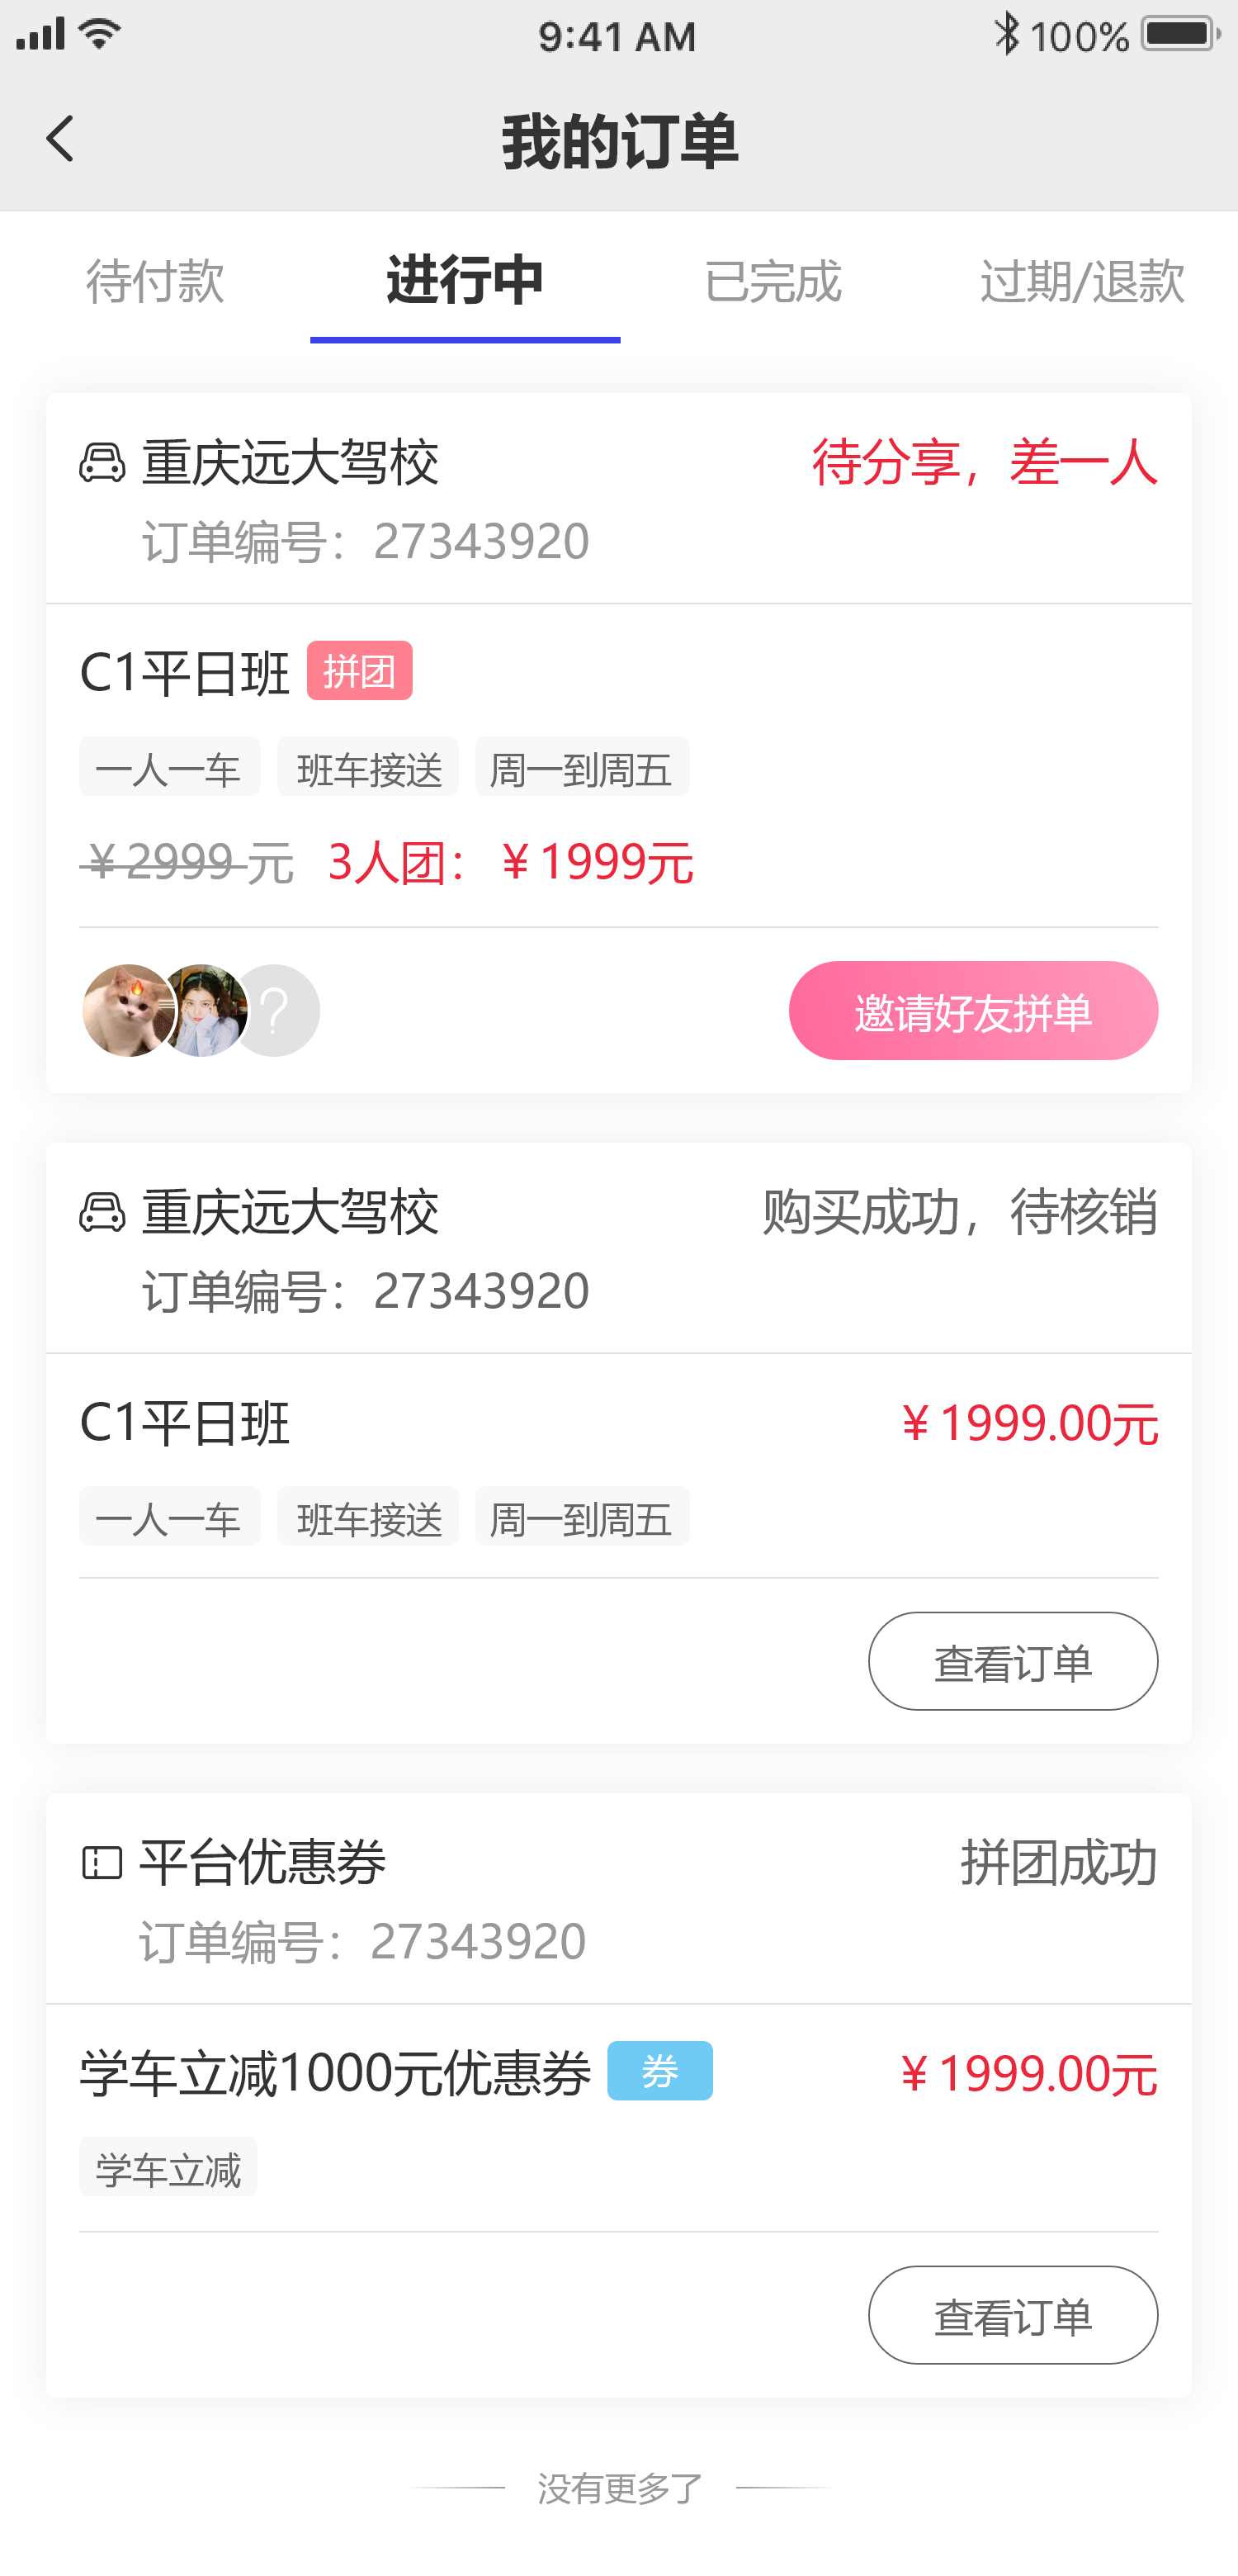 9:41 AM
100%
我的订单
待付款
进行中
已完成
过期/退款
重庆远大驾校
待分享，差一人
订单编号：27343920
C1平日班
拼团
一人一车
班车接送
周一到周五
￥2999元
3人团：￥1999元
?
邀请好友拼单
重庆远大驾校
购买成功，待核销
订单编号：27343920
C1平日班
￥1999.00元
一人一车
班车接送
周一到周五
查看订单
平台优惠券
拼团成功
订单编号：27343920
学车立减1000元优惠券
券
￥1999.00元
学车立减
查看订单
没有更多了